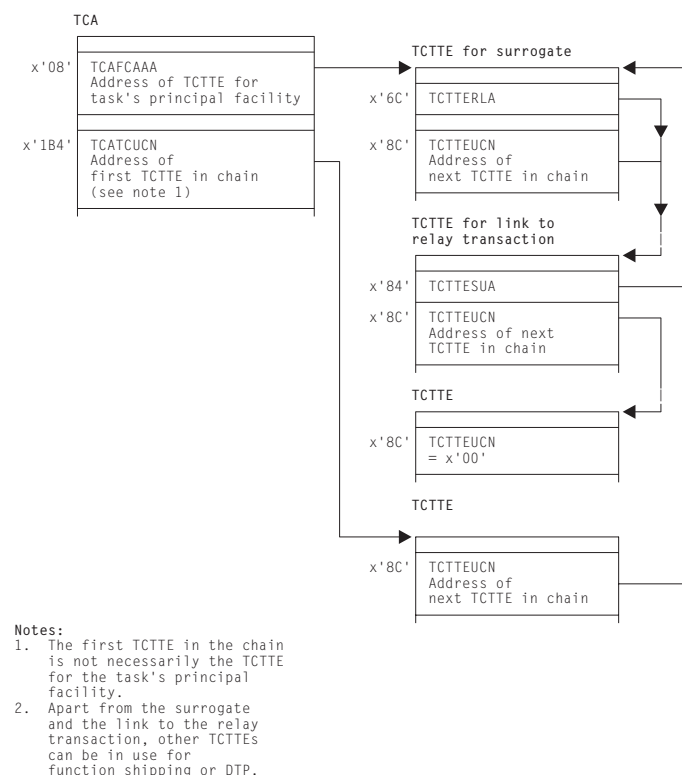 TCA
x'08'
TCAFCAAA
Address of TCTTE for
task's principal facility
x'1B4'
TCATCUCN
Address of
first TCTTE in chain
(see note 1)
TCTTE for surrogate
x'6C'
TCTTERLA
x'8C'
TCTTEUCN
Address of
next TCTTE in chain
TCTTE for link to
relay transaction
x'84'
TCTTESUA
x'8C'
TCTTEUCN
Address of next
TCTTE in chain
TCTTE
x'8C'
TCTTEUCN
= x'00'
TCTTE
x'8C'
TCTTEUCN
Address of
next TCTTE in chain
Notes:
1. The first TCTTE in the chain
is not necessarily the TCTTE
for the task's principal
facility.
2. Apart from the surrogate
and the link to the relay
transaction, other TCTTEs
can be in use for
function shipping or DTP.